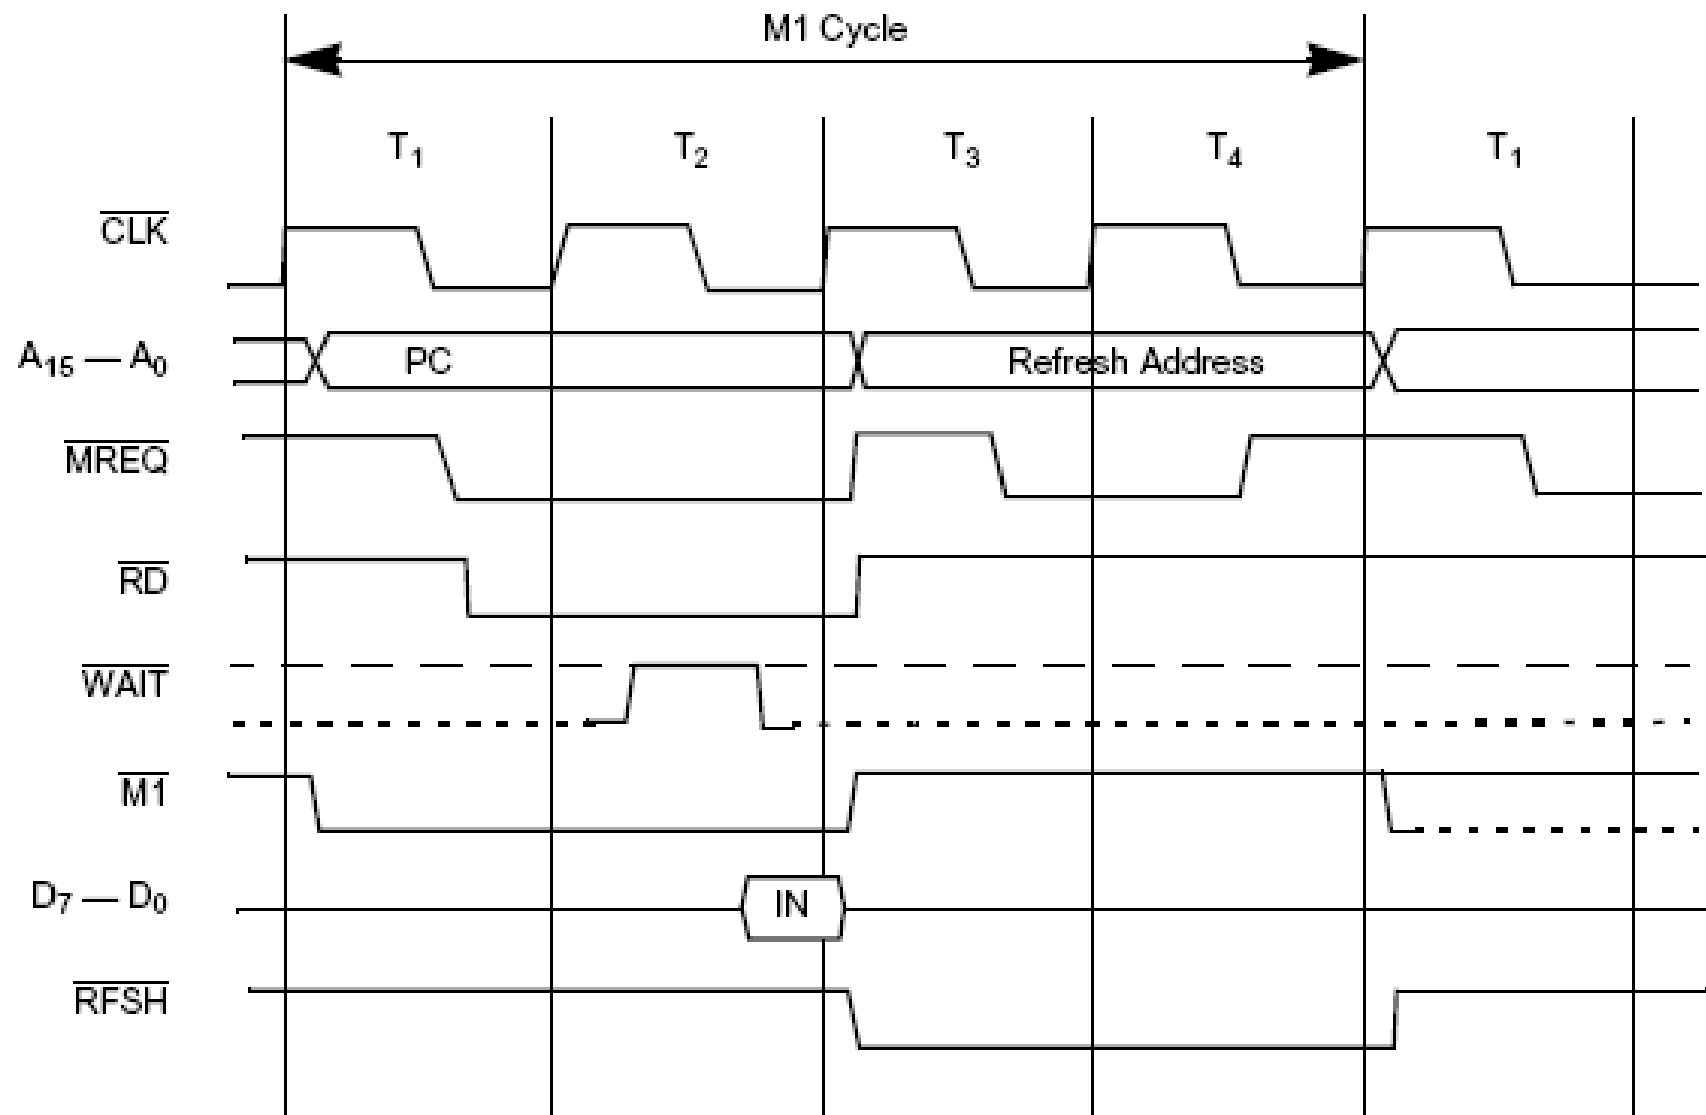 M1 Cycle
T1 T2 T3 T4 T1
CLK
A15 — A0 PC Refresh Address
MREQ
RD
WAIT
M1
D7 — D0 IN
RFSH